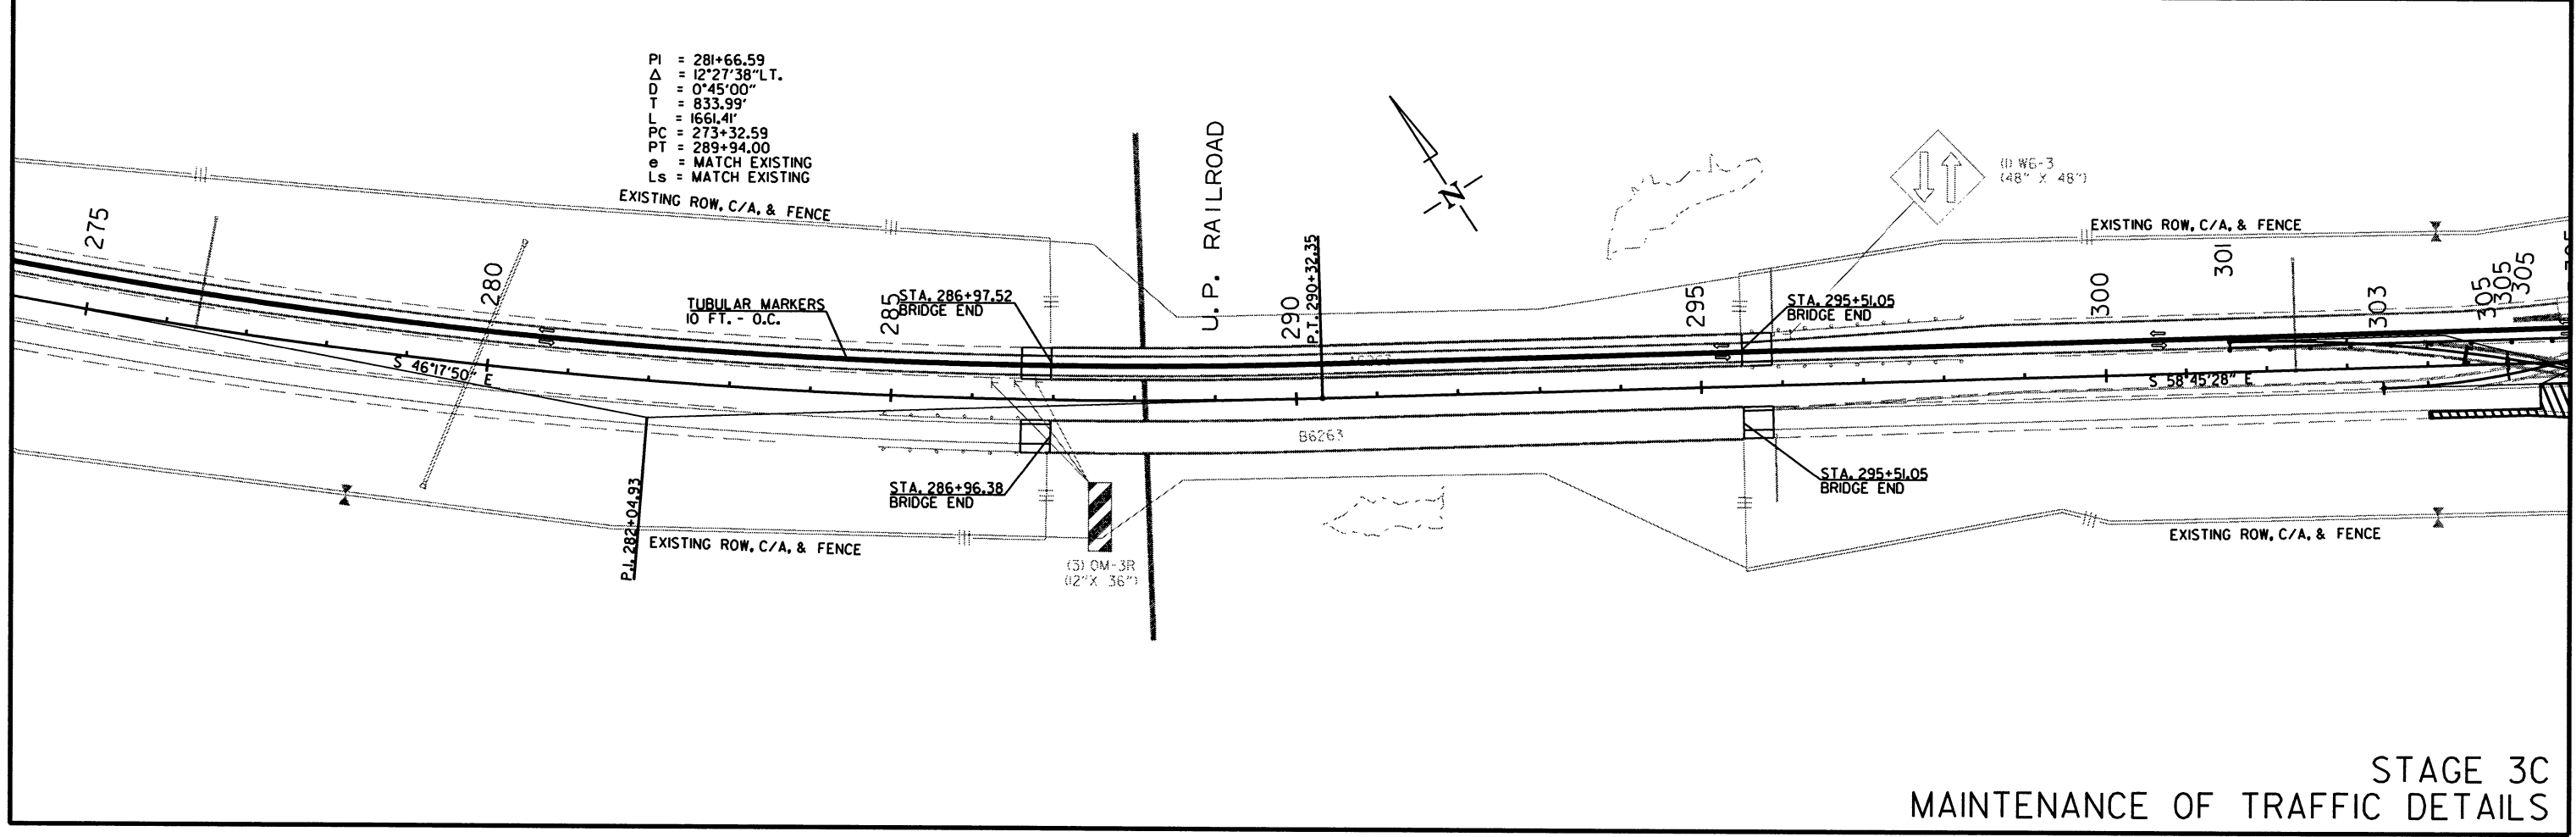 PI = 281+66.59
Δ = 12°27'38"LT.
D = 0°45'00"
T = 833.99'
L = 1661.41'
PC = 273+32.59
PT = 289+94.00
e = MATCH EXISTING
Ls = MATCH EXISTING
EXISTING ROW, C/A, & FENCE
U.P. RAILROAD
N
(1) W6-3
(48" X 48")
EXISTING ROW, C/A, & FENCE
275
280
285
290
295
300
301
303
305
305
305
TUBULAR MARKERS
10 FT. - O.C.
STA. 286+97.52
BRIDGE END
P.T. 290+32.35
STA. 295+51.05
BRIDGE END
S 46°17'50" E
S 58°45'28" E
A6263
B6263
STA. 286+96.38
BRIDGE END
STA. 295+51.05
BRIDGE END
P.I. 282+04.93
EXISTING ROW, C/A, & FENCE
(3) OM-3R
(12"X 36")
EXISTING ROW, C/A, & FENCE
STAGE 3C
MAINTENANCE OF TRAFFIC DETAILS